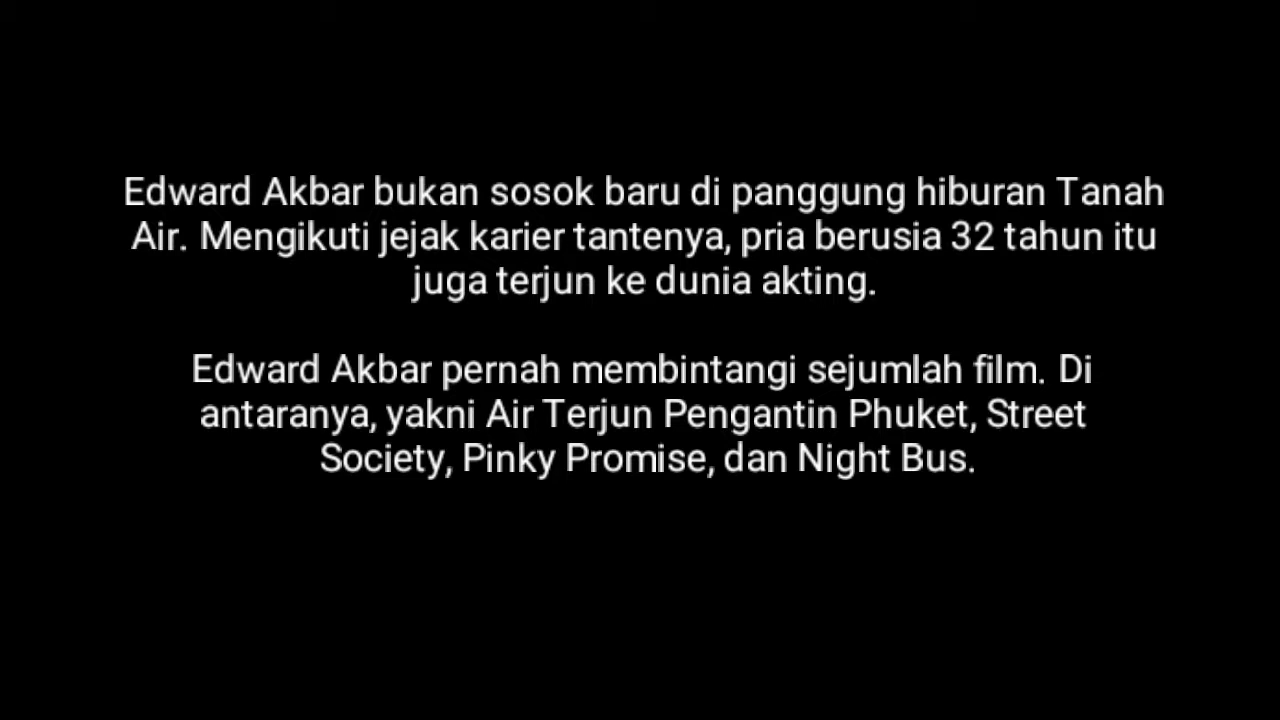 Edward Akbar bukan sosok baru di panggung hiburan Tanah
Air. Mengikuti jejak karier tantenya, pria berusia 32 tahun itu
juga terjun ke dunia akting.
Edward Akbar pernah membintangi sejumlah film. Di
antaranya, yakni Air Terjun Pengantin Phuket, Street
Society, Pinky Promise, dan Night Bus.